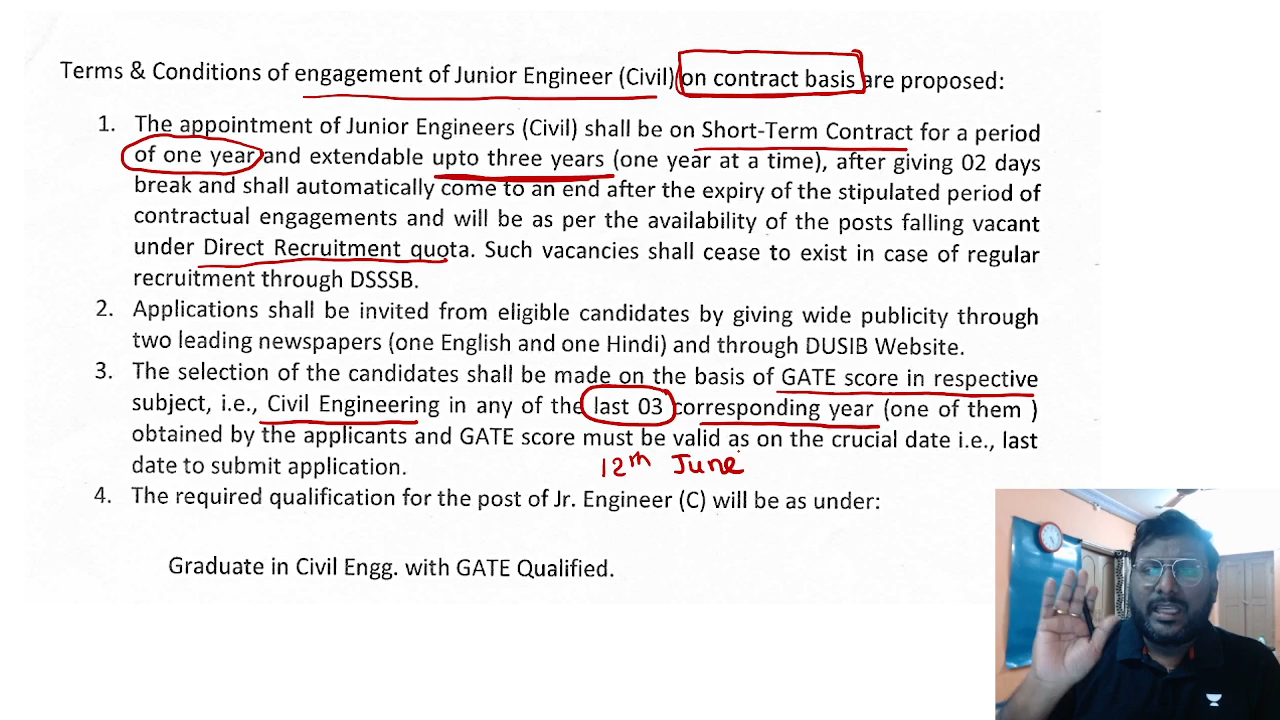 Terms & Conditions of engagement of Junior Engineer (Civil) on contract basis are proposed:
1. The appointment of Junior Engineers (Civil) shall be on Short-Term Contract for a period
of one year and extendable upto three years (one year at a time), after giving 02 days
break and shall automatically come to an end after the expiry of the stipulated period of
contractual engagements and will be as per the availability of the posts falling vacant
under Direct Recruitment quota. Such vacancies shall cease to exist in case of regular
recruitment through DSSSB.
2. Applications shall be invited from eligible candidates by giving wide publicity through
two leading newspapers (one English and one Hindi) and through DUSIB Website.
3. The selection of the candidates shall be made on the basis of GATE score in respective
subject, i.e., Civil Engineering in any of the last 03 corresponding year (one of them )
obtained by the applicants and GATE score must be valid as on the crucial date i.e., last
date to submit application.
12th June
4. The required qualification for the post of Jr. Engineer (C) will be as under:
Graduate in Civil Engg. with GATE Qualified.